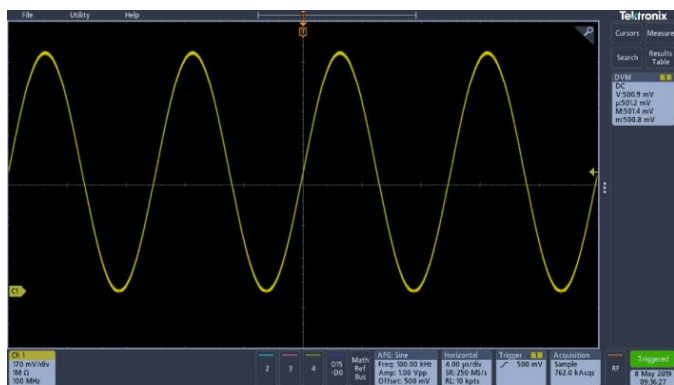 File Utility Help
Tektronix
Cursors Measure
Search Results Table
DVM 1
DC
V:500.9 mV
µ:501.2 mV
M:501.4 mV
m:500.8 mV
T
C1
Ch 1
170 mV/div
1M Ω
100 MHz
2
3
4
D15
-D0
Math
Ref
Bus
AFG: Sine
Freq: 100.00 kHz
Amp: 1.00 Vpp
Offset: 500 mV
Horizontal
4.00 µs/div
SR: 250 MS/s
RL: 10 kpts
Trigger 1
500 mV
Acquisition
Sample
762.0 kAcqs
RF
Triggered
8 May 2019
09:36:27